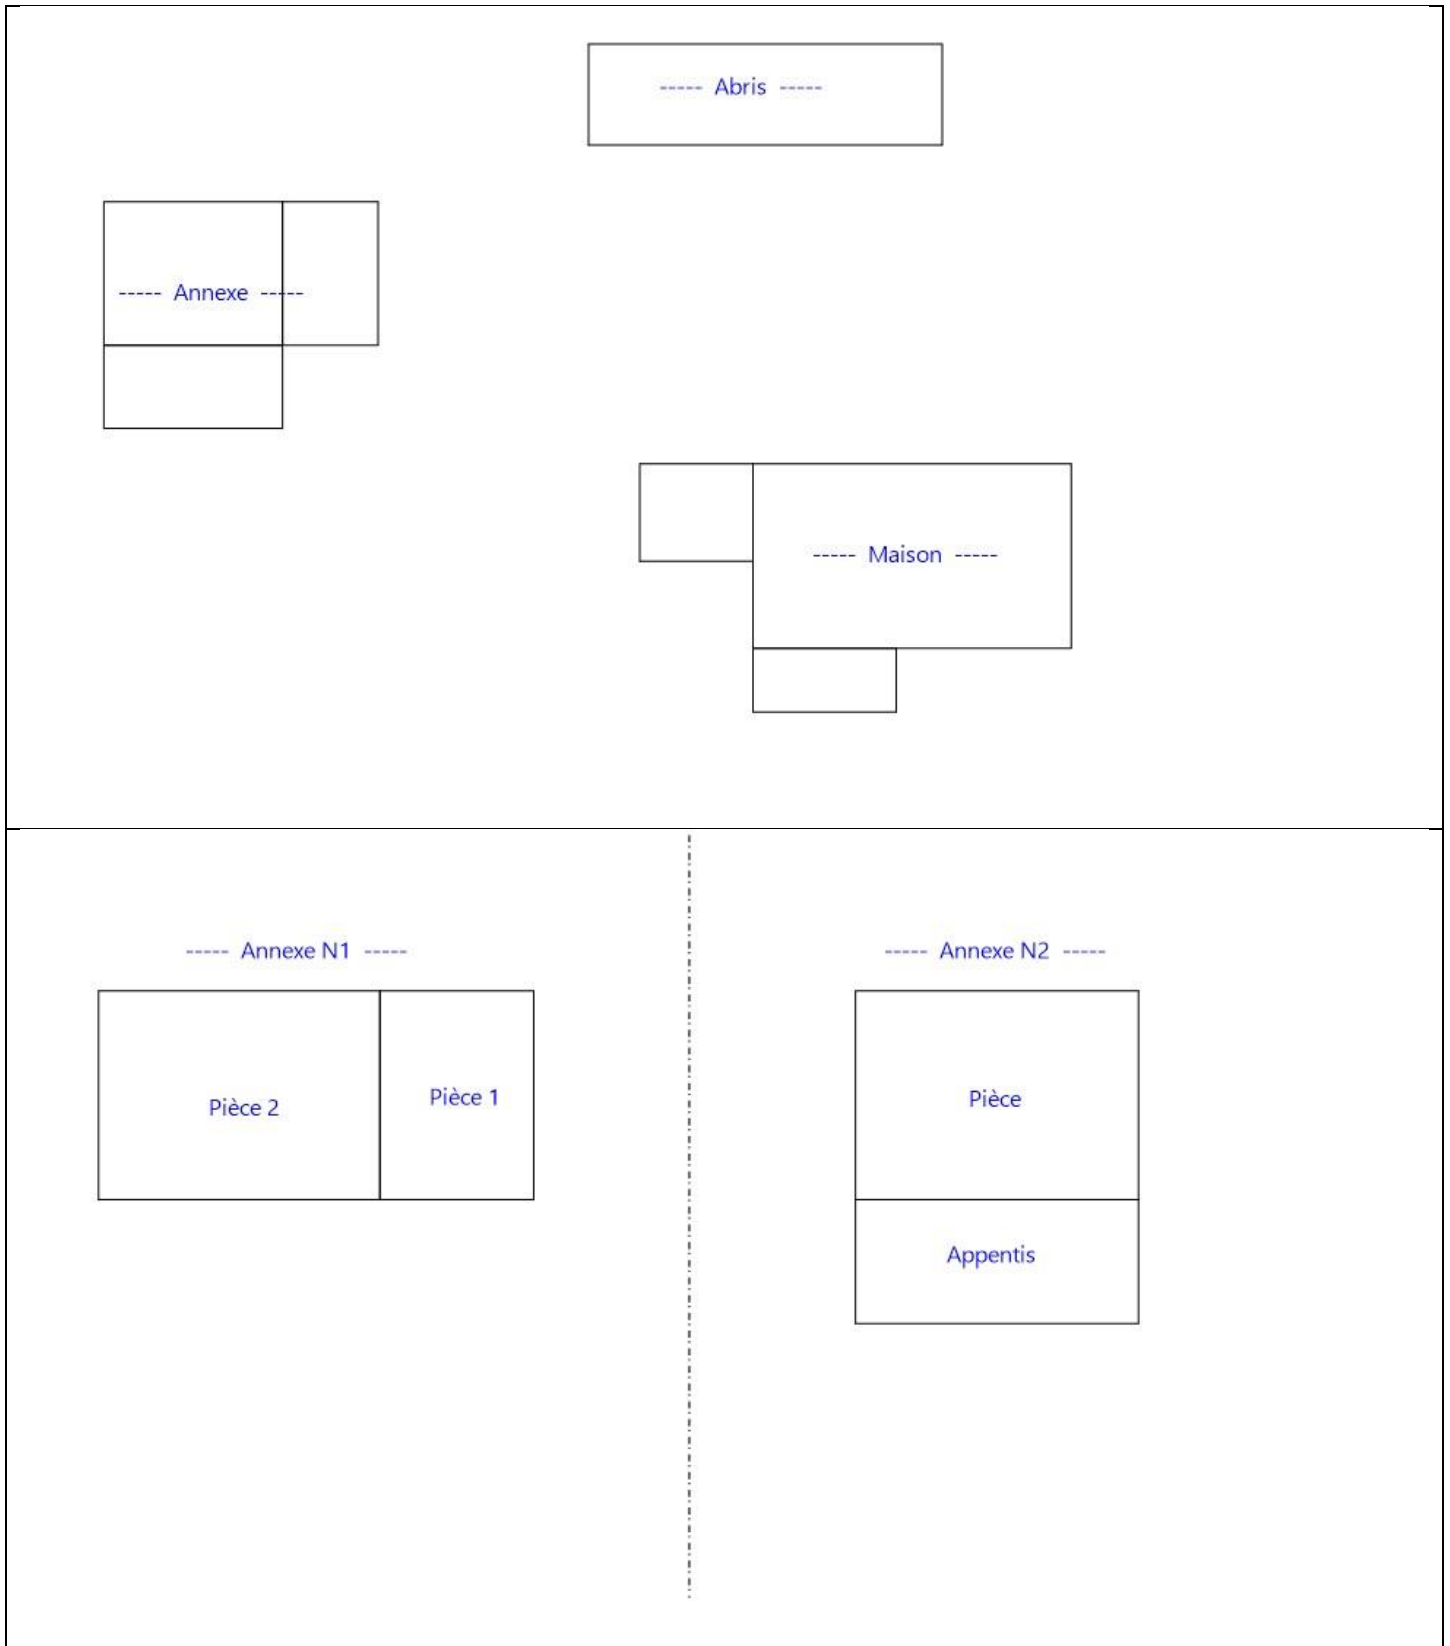 ----- Abris -----
----- Annexe -----
----- Maison -----
----- Annexe N1 -----
----- Annexe N2 -----
Pièce 2
Pièce 1
Pièce
Appentis